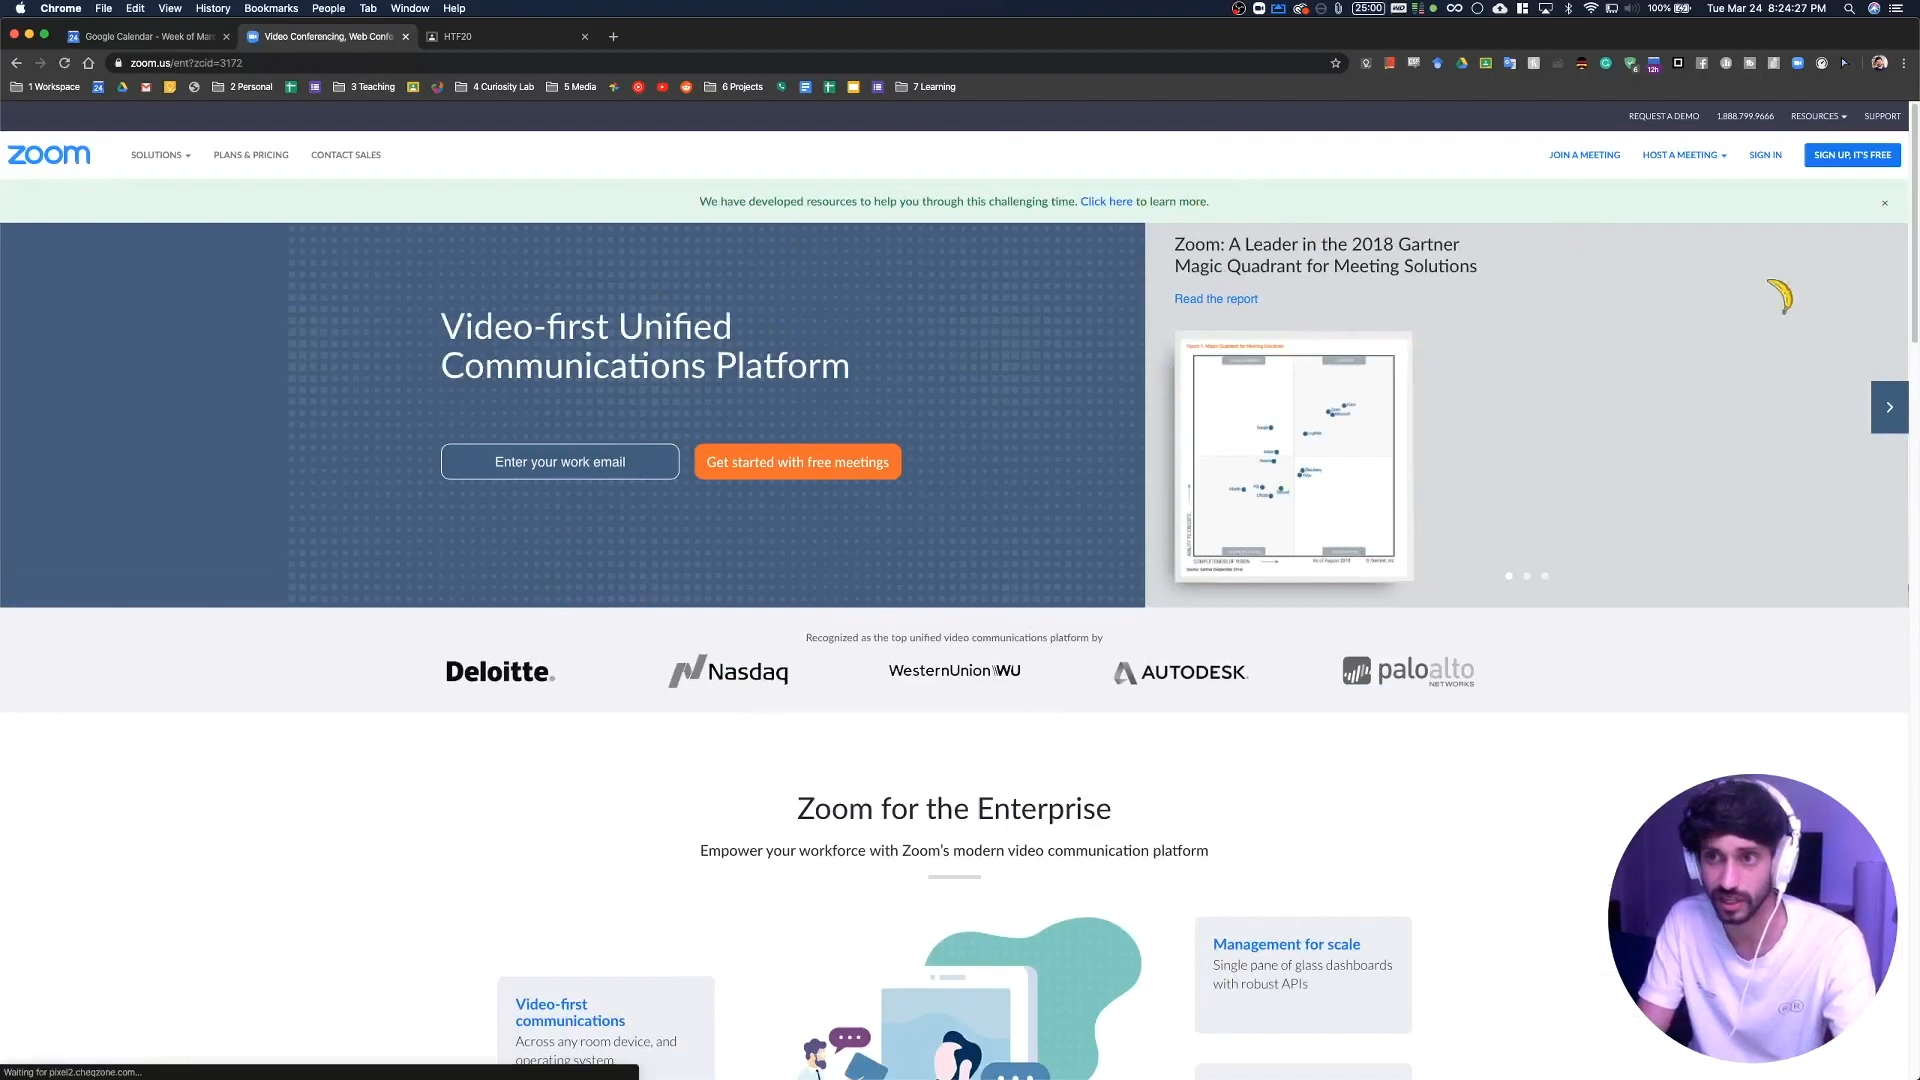 Chrome File Edit View History Bookmarks People Tab Window Help
25:00
100%
Tue Mar 24 8:24:27 PM
Google Calendar - Week of Marc
Video Conferencing, Web Confe
HTF20
zoom.us/ent?zcid=3172
12h
1 Workspace
24
2 Personal
3 Teaching
4 Curiosity Lab
5 Media
6 Projects
7 Learning
REQUEST A DEMO 1.888.799.9666 RESOURCES SUPPORT
zoom
SOLUTIONS PLANS & PRICING CONTACT SALES
JOIN A MEETING HOST A MEETING SIGN IN SIGN UP, IT'S FREE
We have developed resources to help you through this challenging time. Click here to learn more.
Video-first Unified
Communications Platform
Enter your work email
Get started with free meetings
Zoom: A Leader in the 2018 Gartner
Magic Quadrant for Meeting Solutions
Read the report
Recognized as the top unified video communications platform by
Deloitte.
Nasdaq
WesternUnion WU
AUTODESK.
paloalto
NETWORKS
Zoom for the Enterprise
Empower your workforce with Zoom's modern video communication platform
Video-first
communications
Across any room device, and
operating system
Management for scale
Single pane of glass dashboards
with robust APIs
Waiting for pixel2.cheqzone.com...